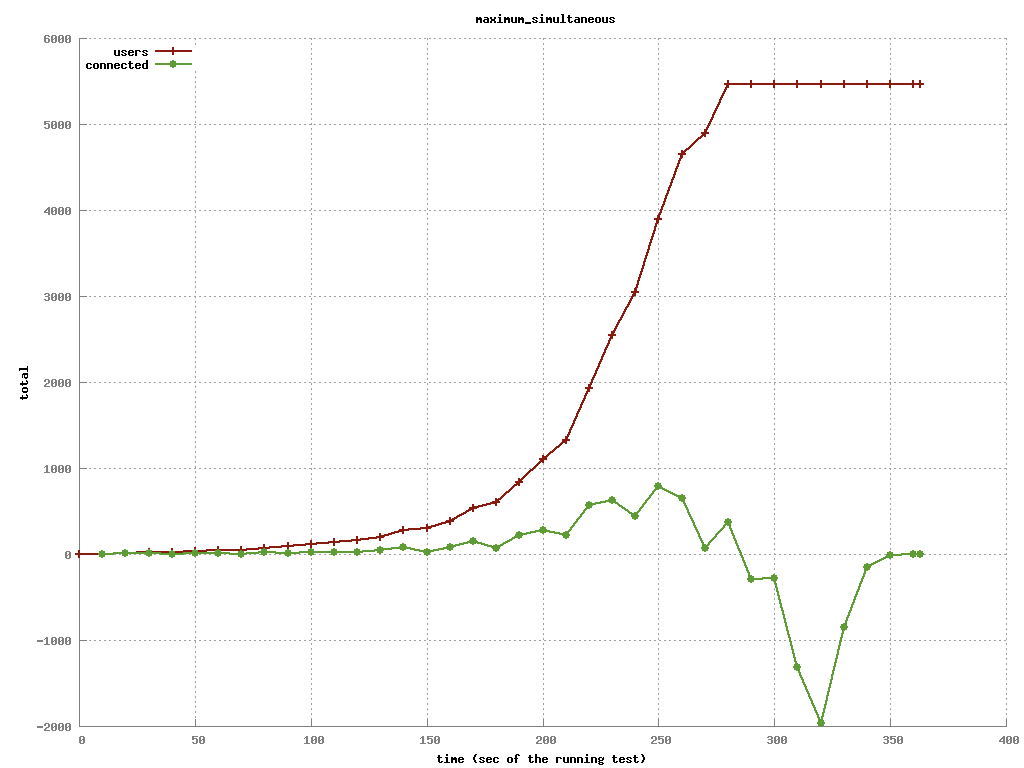 maximum_simultaneous
users
connected
6000
5000
4000
3000
2000
1000
0
-1000
-2000
total
0 50 100 150 200 250 300 350 400
time (sec of the running test)